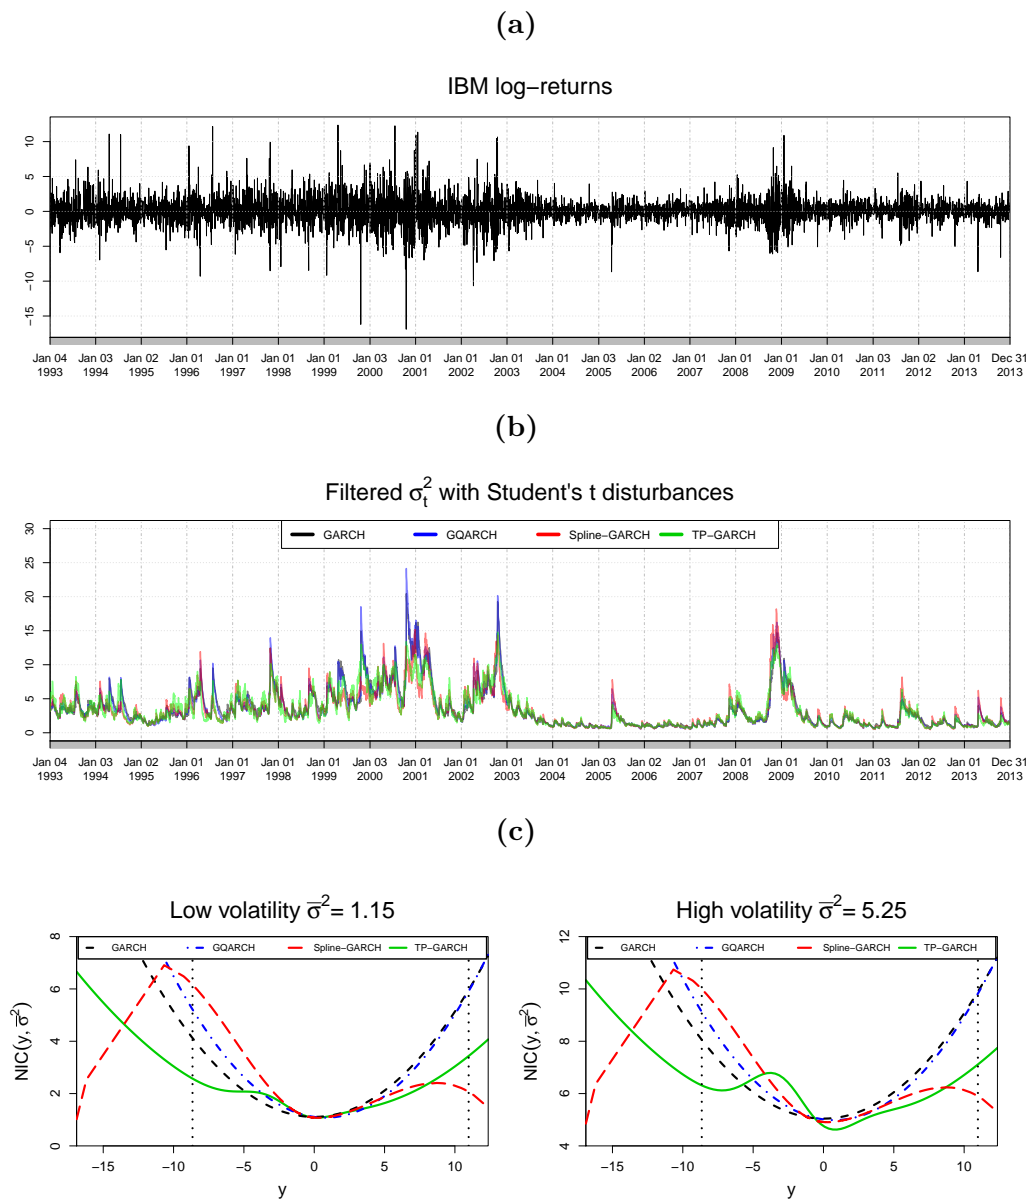 (a)
IBM log−returns
10
5
0
−5
−10
−15
Jan 04 Jan 03 Jan 02 Jan 01 Jan 01 Jan 01 Jan 01 Jan 03 Jan 01 Jan 01 Jan 01 Jan 01 Jan 03 Jan 02 Jan 01 Jan 01 Jan 01 Jan 01 Jan 03 Jan 02 Jan 01 Dec 31
1993 1994 1995 1996 1997 1998 1999 2000 2001 2002 2003 2004 2005 2006 2007 2008 2009 2010 2011 2012 2013 2013
(b)
Filtered σ²ₜ with Student's t disturbances
GARCH GQARCH Spline−GARCH TP−GARCH
30
25
20
15
10
5
0
Jan 04 Jan 03 Jan 02 Jan 01 Jan 01 Jan 01 Jan 01 Jan 03 Jan 01 Jan 01 Jan 01 Jan 01 Jan 03 Jan 02 Jan 01 Jan 01 Jan 01 Jan 01 Jan 03 Jan 02 Jan 01 Dec 31
1993 1994 1995 1996 1997 1998 1999 2000 2001 2002 2003 2004 2005 2006 2007 2008 2009 2010 2011 2012 2013 2013
(c)
Low volatility σ̅²= 1.15
GARCH GQARCH Spline−GARCH TP−GARCH
NIC(y, σ̅²)
8
6
4
2
0
−15 −10 −5 0 5 10
y
High volatility σ̅²= 5.25
GARCH GQARCH Spline−GARCH TP−GARCH
NIC(y, σ̅²)
12
10
8
6
4
−15 −10 −5 0 5 10
y